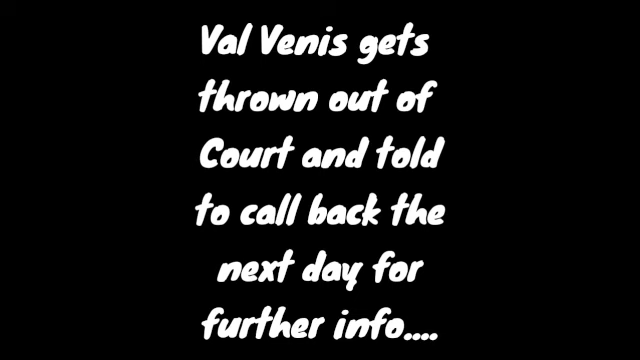 Val Venis gets
thrown out of
Court and told
to call back the
next day for
further info....